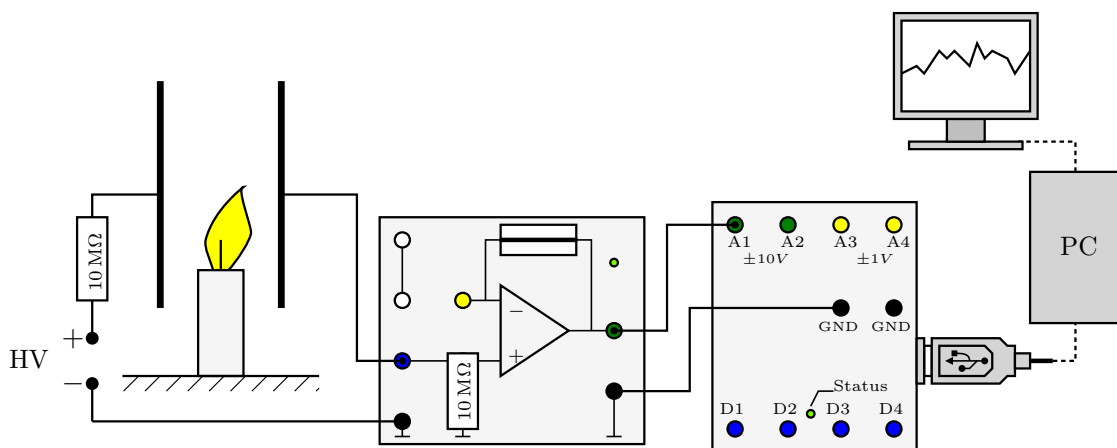 PC
10 MΩ
A1 A2 A3 A4
±10V ±1V
+
HV
−
−
+
10 MΩ
GND GND
Status
D1 D2 D3 D4